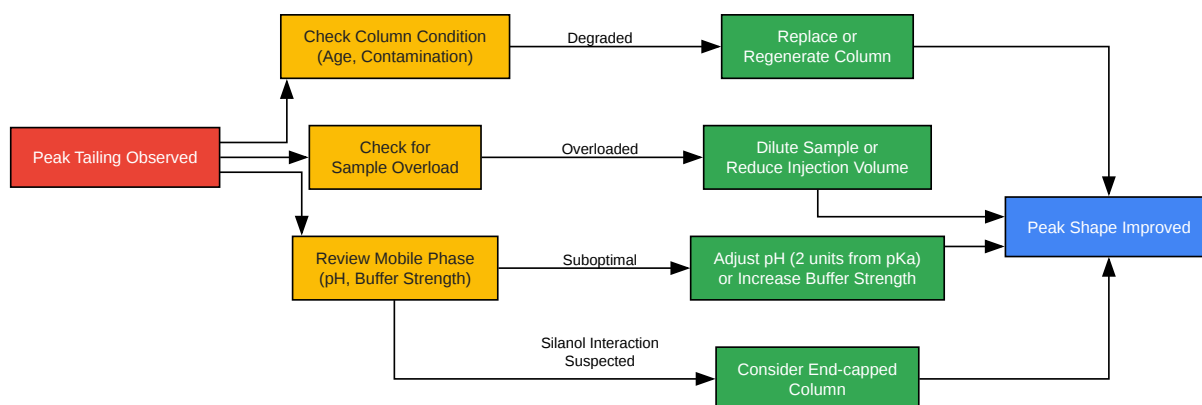 Check Column Condition
(Age, Contamination)
Degraded
Replace or
Regenerate Column
Peak Tailing Observed
Check for
Sample Overload
Overloaded
Dilute Sample or
Reduce Injection Volume
Peak Shape Improved
Review Mobile Phase
(pH, Buffer Strength)
Suboptimal
Adjust pH (2 units from pKa)
or Increase Buffer Strength
Silanol Interaction
Suspected
Consider End-capped
Column